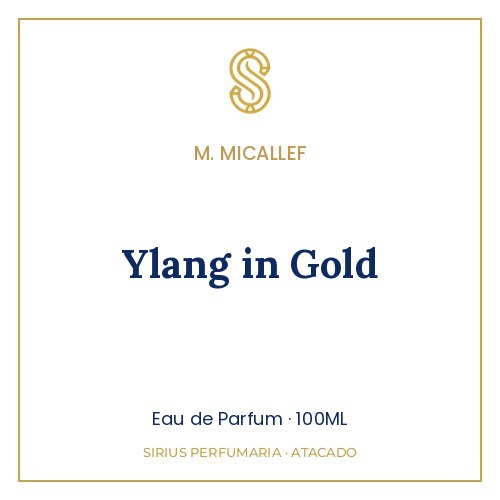 M. MICALLEF
Ylang in Gold
Eau de Parfum · 100ML
SIRIUS PERFUMARIA · ATACADO